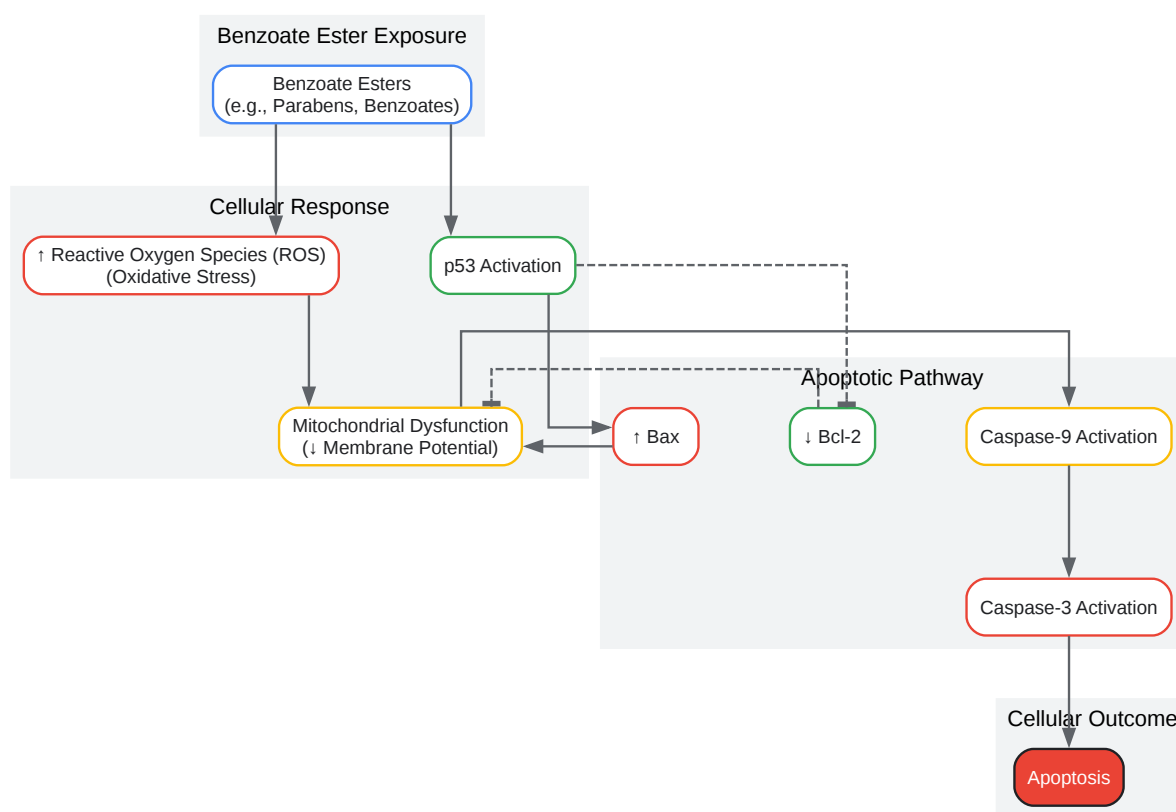 Benzoate Ester Exposure
Benzoate Esters
(e.g., Parabens, Benzoates)
Cellular Response
↑ Reactive Oxygen Species (ROS)
(Oxidative Stress)
p53 Activation
Apoptotic Pathway
Mitochondrial Dysfunction
(↓ Membrane Potential)
↑ Bax
↓ Bcl-2
Caspase-9 Activation
Caspase-3 Activation
Cellular Outcome
Apoptosis